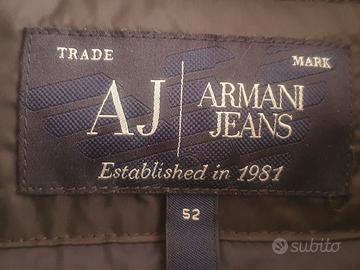 TRADE MARK
AJ ARMANI
JEANS
Established in 1981
52
subito